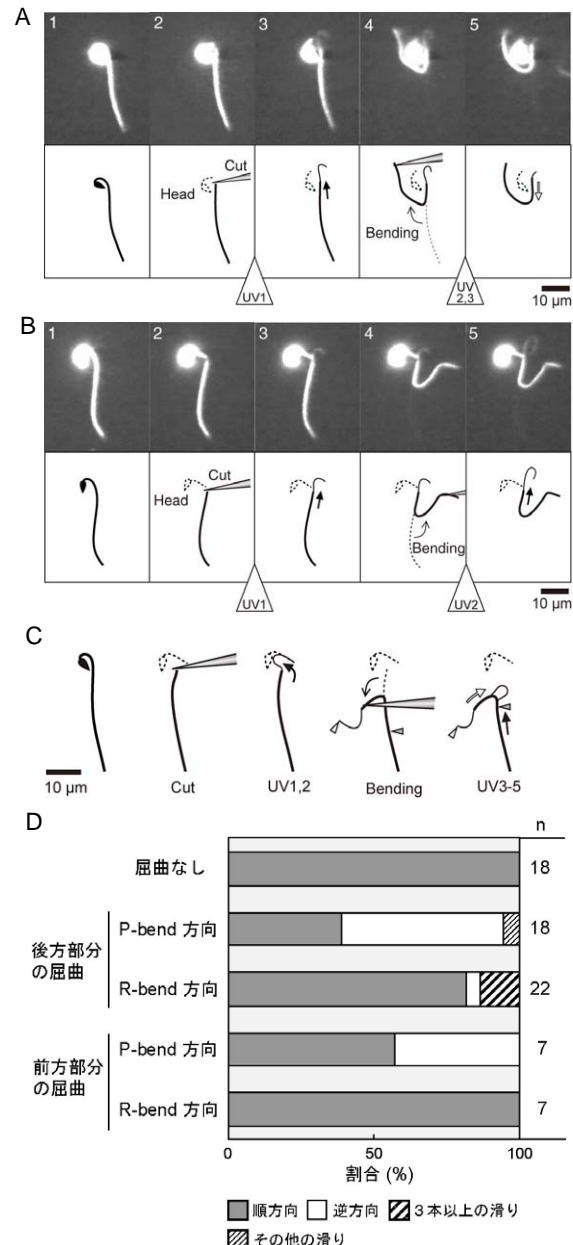 A
1 2 3 4 5
Cut
Head
Bending
UV1
UV
2,3
10 μm
B
1 2 3 4 5
Cut
Head
Bending
UV1
UV2
10 μm
C
10 μm
Cut UV1,2 Bending UV3-5
D
n
屈曲なし 18
後方部分
の屈曲
P-bend 方向 18
R-bend 方向 22
前方部分
の屈曲
P-bend 方向 7
R-bend 方向 7
0 50 100
割合 (%)
順方向 逆方向 3本以上の滑り
その他の滑り